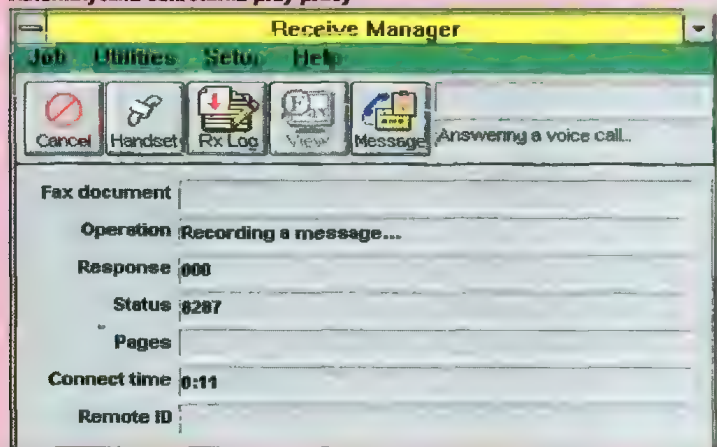 Receive Manager
Job Utilities Setup Help
Cancel Handset Rx Log View Message Answering a voice call...
Fax document
Operation Recording a message...
Response 000
Status 8287
Pages
Connect time 0:11
Remote ID